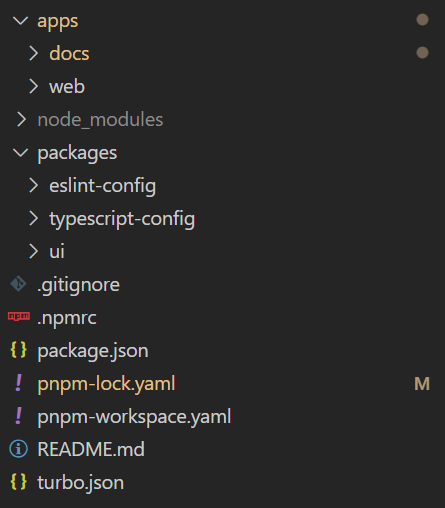 apps
docs
web
node_modules
packages
eslint-config
typescript-config
ui
.gitignore
.npmrc
package.json
pnpm-lock.yaml M
pnpm-workspace.yaml
README.md
turbo.json